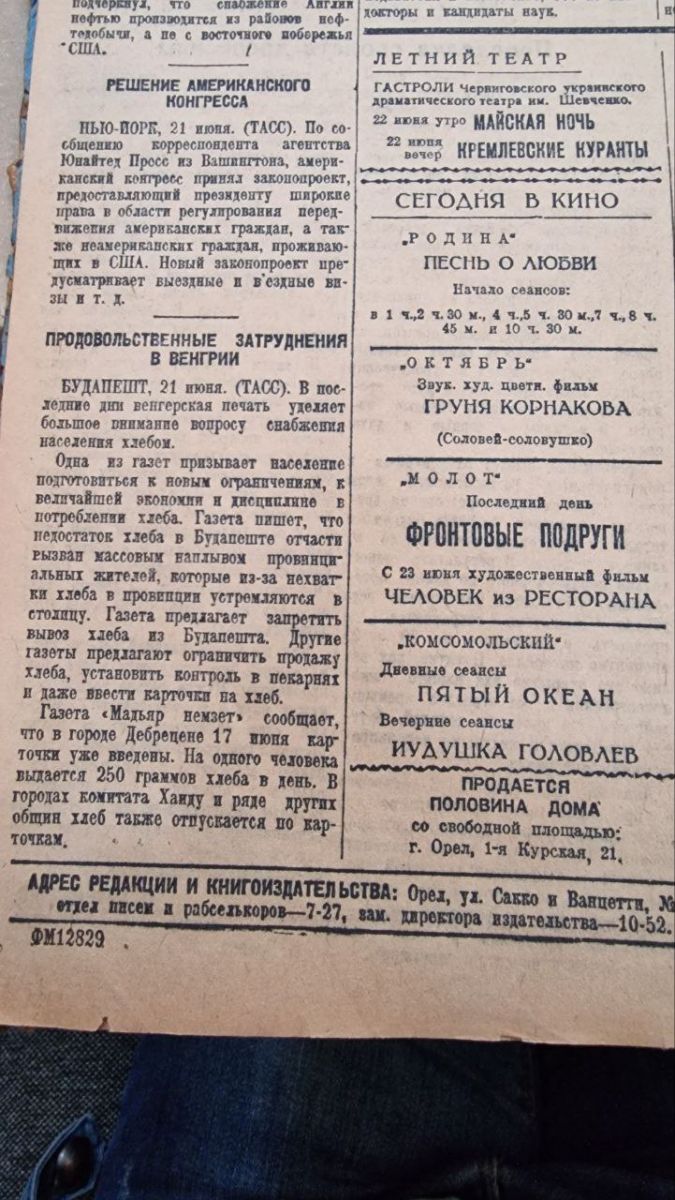 подчеркнул, что снабжение Англии
нефтью производится из районов неф-
тедобычи, а не с восточного побережья
США.
РЕШЕНИЕ АМЕРИКАНСКОГО
КОНГРЕССА
НЬЮ-ЙОРК, 21 июня. (ТАСС). По со-
общению корреспондента агентства
Юнайтед Пресс из Вашингтона, амери-
канский конгресс принял законопроект,
предоставляющий президенту широкие
права в области регулирования перед-
вижения американских граждан, а так-
же неамериканских граждан, проживаю-
щих в США. Новый законопроект пре-
дусматривает выездные и в'ездные ви-
зы и т. д.
ПРОДОВОЛЬСТВЕННЫЕ ЗАТРУДНЕНИЯ
В ВЕНГРИИ
БУДАПЕШТ, 21 июня. (ТАСС). В пос-
ледние дни венгерская печать уделяет
большое внимание вопросу снабжения
населения хлебом.
Одна из газет призывает население
подготовиться к новым ограничениям, к
величайшей экономии и дисциплине в
потреблении хлеба. Газета пишет, что
недостаток хлеба в Будапеште отчасти
вызван массовым наплывом провинци-
альных жителей, которые из-за нехват-
ки хлеба в провинции устремляются в
столицу. Газета предлагает запретить
вывоз хлеба из Будапешта. Другие
газеты предлагают ограничить продажу
хлеба, установить контроль в пекарнях
и даже ввести карточки на хлеб.
Газета «Мадьяр немзет» сообщает,
что в городе Дебрецене 17 июня кар-
точки уже введены. На одного человека
выдается 250 граммов хлеба в день. В
городах комитата Хайду и ряде других
общин хлеб также отпускается по кар-
точкам.
докторы и кандидаты наук.
ЛЕТНИЙ ТЕАТР
ГАСТРОЛИ Черниговского украинского
драматического театра им. Шевченко.
22 июня утро МАЙСКАЯ НОЧЬ
22 июня
вечер КРЕМЛЕВСКИЕ КУРАНТЫ
СЕГОДНЯ В КИНО
„РОДИНА“
ПЕСНЬ О ЛЮБВИ
Начало сеансов:
в 1 ч.,2 ч. 30 м., 4 ч.,5 ч. 30 м.,7 ч.,8 ч.
45 м. и 10 ч. 30 м.
„ОКТЯБРЬ“
Звук. худ. цветн. фильм
ГРУНЯ КОРНАКОВА
(Соловей-соловушко)
„МОЛОТ“
Последний день
ФРОНТОВЫЕ ПОДРУГИ
С 23 июня художественный фильм
ЧЕЛОВЕК из РЕСТОРАНА
„КОМСОМОЛЬСКИЙ“
Дневные сеансы
ПЯТЫЙ ОКЕАН
Вечерние сеансы
ИУДУШКА ГОЛОВЛЕВ
ПРОДАЕТСЯ
ПОЛОВИНА ДОМА
со свободной площадью:
г. Орел, 1-я Курская, 21.
АДРЕС РЕДАКЦИИ И КНИГОИЗДАТЕЛЬСТВА: Орел, ул. Сакко и Ванцетти, №
отдел писем и рабселькоров—7-27, зам. директора издательства—10-52.
ФМ12829